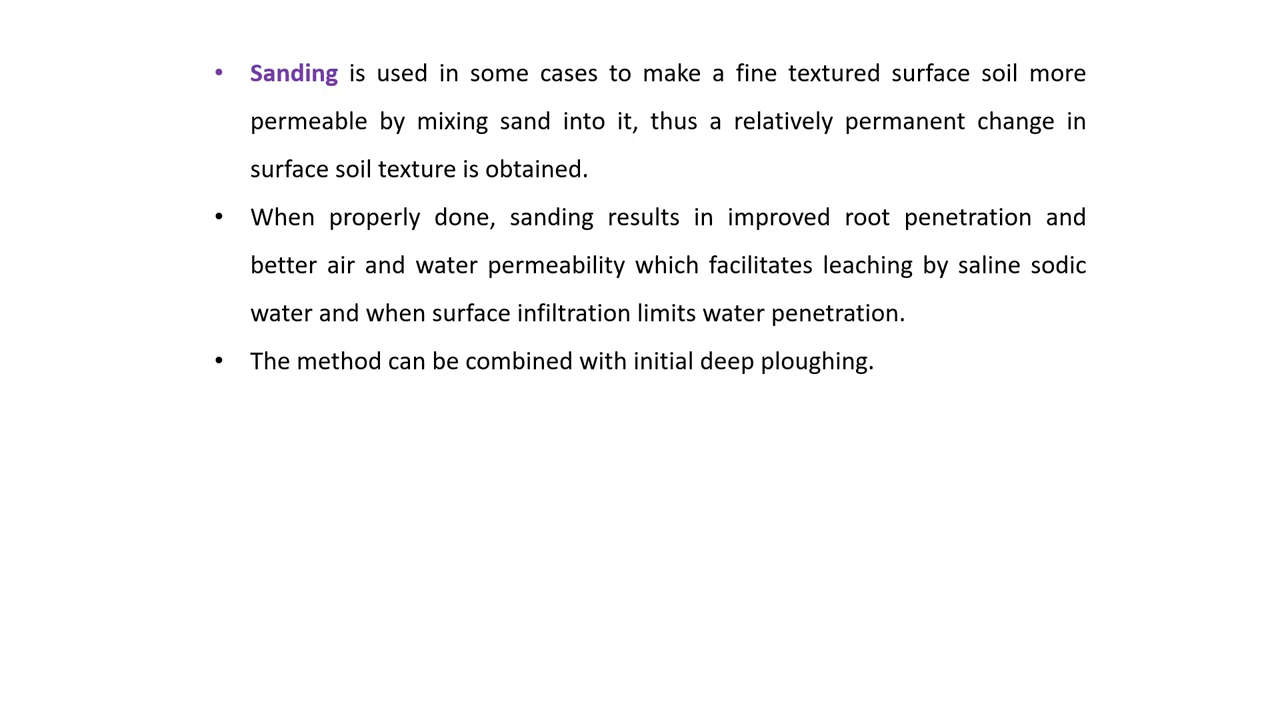 • Sanding is used in some cases to make a fine textured surface soil more
permeable by mixing sand into it, thus a relatively permanent change in
surface soil texture is obtained.
• When properly done, sanding results in improved root penetration and
better air and water permeability which facilitates leaching by saline sodic
water and when surface infiltration limits water penetration.
• The method can be combined with initial deep ploughing.